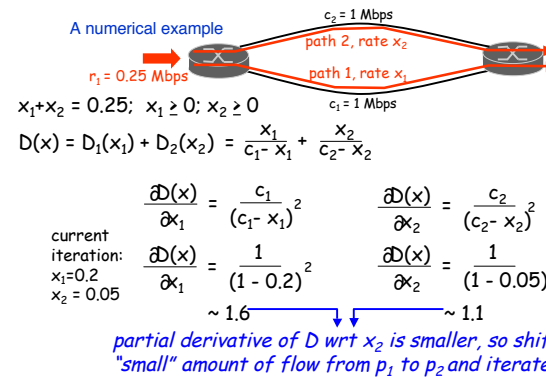 A numerical example
c₂ = 1 Mbps
path 2, rate x₂
path 1, rate x₁
r₁ = 0.25 Mbps
c₁ = 1 Mbps
x₁+x₂ = 0.25; x₁ ≥ 0; x₂ ≥ 0
D(x) = D₁(x₁) + D₂(x₂) = x₁/(c₁- x₁) + x₂/(c₂- x₂)
∂D(x)/∂x₁ = c₁/(c₁- x₁)² ∂D(x)/∂x₂ = c₂/(c₂- x₂)²
current
iteration:
x₁=0.2
x₂ = 0.05
∂D(x)/∂x₁ = 1/(1 - 0.2)² ∂D(x)/∂x₂ = 1/(1 - 0.05)²
~ 1.6 ~ 1.1
partial derivative of D wrt x₂ is smaller, so shif
“small” amount of flow from p₁ to p₂ and iterate